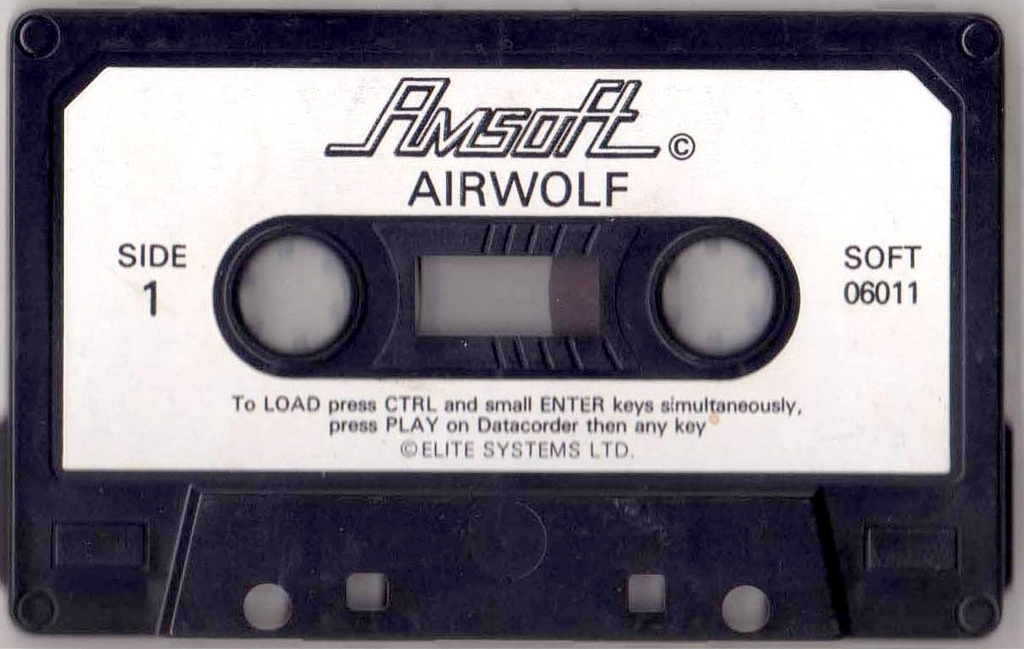 Amsoft ©
AIRWOLF
SIDE
1
SOFT
06011
To LOAD press CTRL and small ENTER keys simultaneously,
press PLAY on Datacorder then any key
© ELITE SYSTEMS LTD.